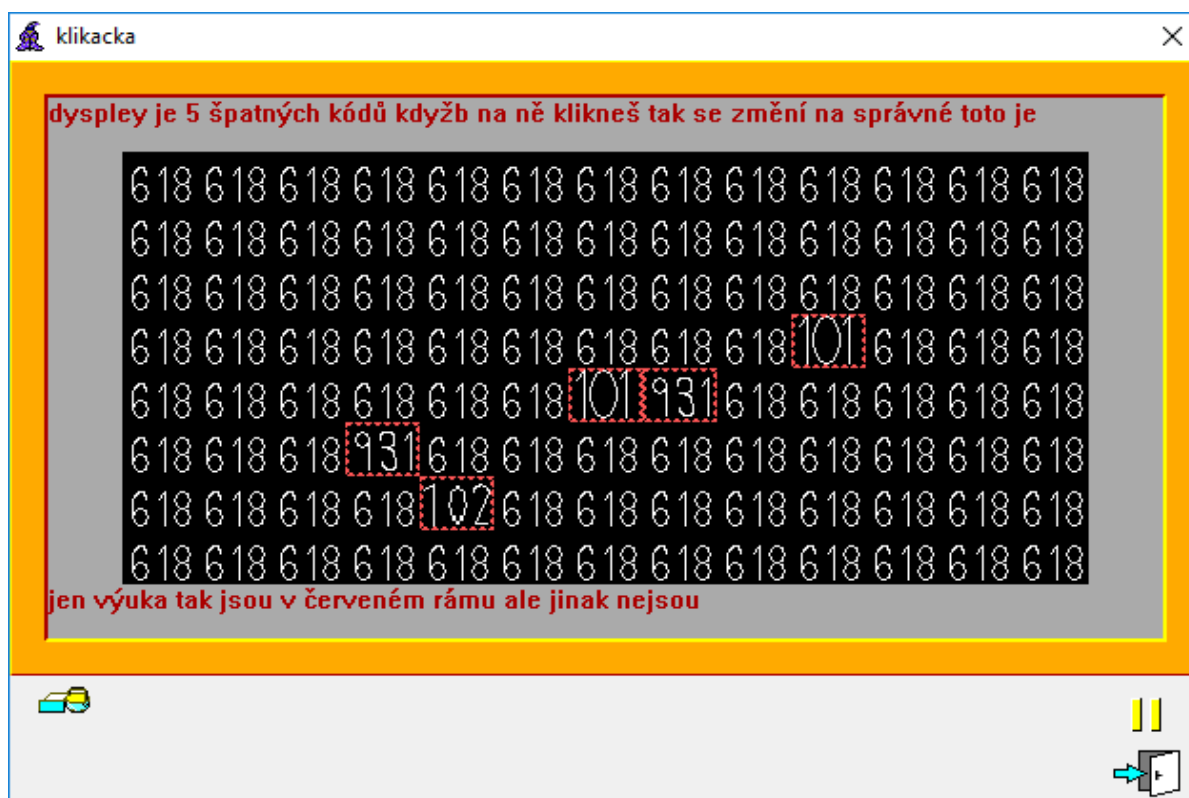 klikacka
dyspley je 5 špatných kódů kdyžb na ně klikneš tak se změní na správné toto je
618 618 618 618 618 618 618 618 618 618 618 618 618
618 618 618 618 618 618 618 618 618 618 618 618 618
618 618 618 618 618 618 618 618 618 618 618 618 618
618 618 618 618 618 618 618 618 618 101 618 618 618
618 618 618 618 618 618 101 931 618 618 618 618 618
618 618 618 931 618 618 618 618 618 618 618 618 618
618 618 618 618 102 618 618 618 618 618 618 618 618
618 618 618 618 618 618 618 618 618 618 618 618 618
jen výuka tak jsou v červeném rámu ale jinak nejsou